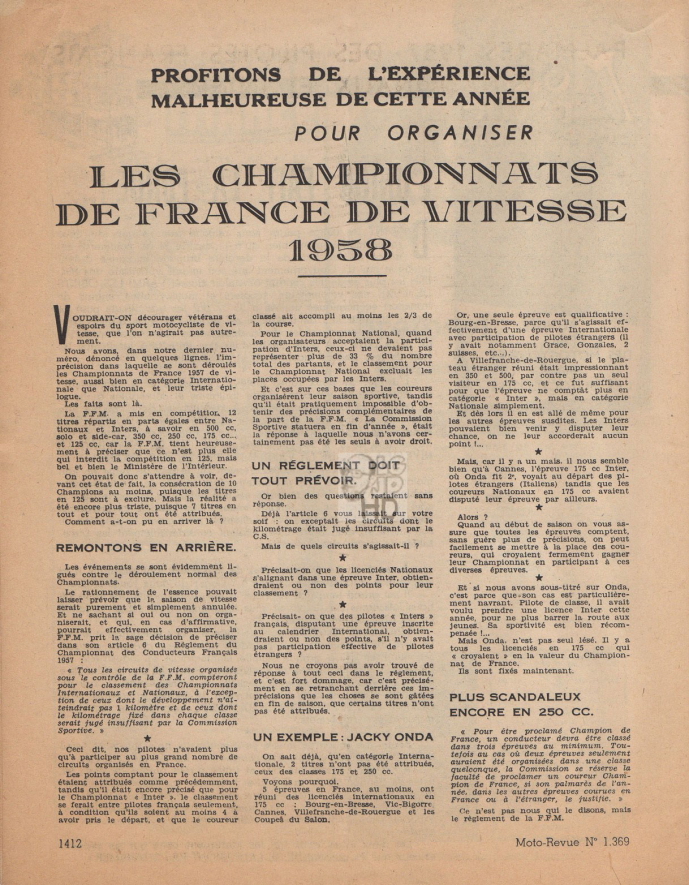 PROFITONS DE L'EXPÉRIENCE
MALHEUREUSE DE CETTE ANNÉE
POUR ORGANISER
LES CHAMPIONNATS
DE FRANCE DE VITESSE
1958
VOUDRAIT-ON décourager vétérans et
espoirs du sport motocycliste de vi-
tesse, que l'on n'agirait pas autre-
ment.
Nous avons, dans notre dernier nu-
méro, dénoncé en quelques lignes, l'im-
précision dans laquelle se sont déroulés
les Championnats de France 1957 de vi-
tesse, aussi bien en catégorie Internatio-
nale que Nationale, et leur triste épi-
logue.
Les faits sont là.
La F.F.M. a mis en compétition, 12
titres répartis en parts égales entre Na-
tionaux et Inters, à savoir en 500 cc,
solo et side-car, 350 cc, 250 cc, 175 cc...
et 125 cc, car la F.F.M. tient heureuse-
ment à préciser que ce n'est plus elle
qui interdit la compétition en 125, mais
bel et bien le Ministère de l'Intérieur.
On pouvait donc s'attendre à voir, de-
vant cet état de fait, la consécration de 10
Champions au moins, puisque les titres
en 125 sont à exclure. Mais la réalité a
été encore plus triste, puisque 7 titres en
tout et pour tout ont été attribués.
Comment a-t-on pu en arriver là ?
REMONTONS EN ARRIÈRE.
Les événements se sont évidemment li-
gués contre le déroulement normal des
Championnats.
Le rationnement de l'essence pouvait
laisser prévoir que la saison de vitesse
serait purement et simplement annulée.
Et ne sachant si oui ou non on orga-
niserait, et qui, en cas d'affirmative,
pourrait effectivement organiser, la
F.F.M. prit la sage décision de préciser
dans son article 6 du Règlement du
Championnat des Conducteurs Français
1957 :
« Tous les circuits de vitesse organisés
sous le contrôle de la F.F.M. compteront
pour le classement des Championnats
Internationaux et Nationaux, à l'excep-
tion de ceux dont le développement n'at-
teindrait pas 1 kilomètre et de ceux dont
le kilométrage fixé dans chaque classe
serait jugé insuffisant par la Commission
Sportive. »
★
Ceci dit, nos pilotes n'avaient plus
qu'à participer au plus grand nombre de
circuits organisés en France.
Les points comptant pour le classement
étaient attribués comme précédemment,
tandis qu'il était encore précisé que pour
le Championnat « Inter », le classement
se ferait entre pilotes français seulement,
à condition qu'ils soient au moins 4 à
avoir pris le départ, et que le coureur
classé ait accompli au moins les 2/3 de
la course.
Pour le Championnat National, quand
les organisateurs acceptaient la partici-
pation d'Inters, ceux-ci ne devaient pas
représenter plus de 33 % du nombre
total des partants, et le classement pour
le Championnat National excluait les
places occupées par les Inters.
Et c'est sur ces bases que les coureurs
organisèrent leur saison sportive, tandis
qu'il était pratiquement impossible d'ob-
tenir des précisions complémentaires de
la part de la F.F.M. « La Commission
Sportive statuera en fin d'année », était
la réponse à laquelle nous n'avons cer-
tainement pas été les seuls à avoir droit.
UN RÉGLEMENT DOIT
TOUT PRÉVOIR.
Or bien des questions restaient sans
réponse.
Déjà l'article 6 vous laissait sur votre
soif : on exceptait les circuits dont le
kilométrage était jugé insuffisant par la
C.S.
Mais de quels circuits s'agissait-il ?
★
Précisait-on que les licenciés Nationaux
s'alignant dans une épreuve Inter, obtien-
draient ou non des points pour leur
classement ?
★
Précisait-on que des pilotes « Inters »
français, disputant une épreuve inscrite
au calendrier International, obtien-
draient ou non des points, s'il n'y avait
pas participation effective de pilotes
étrangers ?
Nous ne croyons pas avoir trouvé de
réponse à tout ceci dans le règlement,
et c'est fort dommage, car c'est précisé-
ment en se retranchant derrière ces im-
précisions que les choses se sont gâtées
en fin de saison, que certains titres n'ont
pas été attribués.
UN EXEMPLE : JACKY ONDA
On sait déjà, qu'en catégorie Interna-
tionale, 2 titres n'ont pas été attribués,
ceux des classes 175 et 250 cc.
Voyons pourquoi.
5 épreuves en France, au moins, ont
réuni des licenciés internationaux en
175 cc : Bourg-en-Bresse, Vic-Bigorre,
Cannes, Villefranche-de-Rouergue et les
Coupes du Salon.
Or, une seule épreuve est qualificative :
Bourg-en-Bresse, parce qu'il s'agissait ef-
fectivement d'une épreuve Internationale
avec participation de pilotes étrangers (il
y avait notamment Grace, Gonzales, 2
suisses, etc...).
A Villefranche-de-Rouergue, si le pla-
teau étranger réuni était impressionnant
en 350 et 500, par contre pas un seul
visiteur en 175 cc, et ce fut suffisant
pour que l'épreuve ne comptât plus en
catégorie « Inter », mais en catégorie
Nationale simplement.
Et dès lors il en est allé de même pour
les autres épreuves susdites. Les Inters
pouvaient bien venir y disputer leur
chance, on ne leur accorderait aucun
point !...
★
Mais, car il y a un mais, il nous semble
bien qu'à Cannes, l'épreuve 175 cc Inter,
où Onda fit 2e, voyait au départ des pi-
lotes étrangers (Italiens) tandis que les
coureurs Nationaux en 175 cc avaient
disputé leur épreuve par ailleurs.
★
Alors ?
Quand au début de saison on vous as-
sure que toutes les épreuves comptent,
sans guère plus de précisions, on peut
facilement se mettre à la place des cou-
reurs, qui croyaient fermement gagner
leur Championnat en participant à ces
diverses épreuves.
★
Et si nous avons sous-titré sur Onda,
c'est parce que son cas est particulière-
ment navrant. Pilote de classe, il avait
voulu prendre une licence Inter cette
année, pour ne plus barrer la route aux
jeunes. Sa sportivité est bien récom-
pensée !...
Mais Onda, n'est pas seul lésé. Il y a
tous les licenciés en 175 cc qui
« croyaient » en la valeur du Champion-
nat de France.
Ils sont fixés maintenant.
PLUS SCANDALEUX
ENCORE EN 250 CC.
« Pour être proclamé Champion de
France, un conducteur devra être classé
dans trois épreuves au minimum. Tou-
tefois au cas où deux épreuves seulement
auraient été organisées dans une classe
quelconque, la Commission se réserve la
faculté de proclamer un coureur Cham-
pion de France, si son palmarès de l'an-
née, dans les autres épreuves courues en
France ou à l'étranger, le justifie. »
Ce n'est pas nous qui le disons, mais
le règlement de la F.F.M.
1412
Moto-Revue N° 1.369